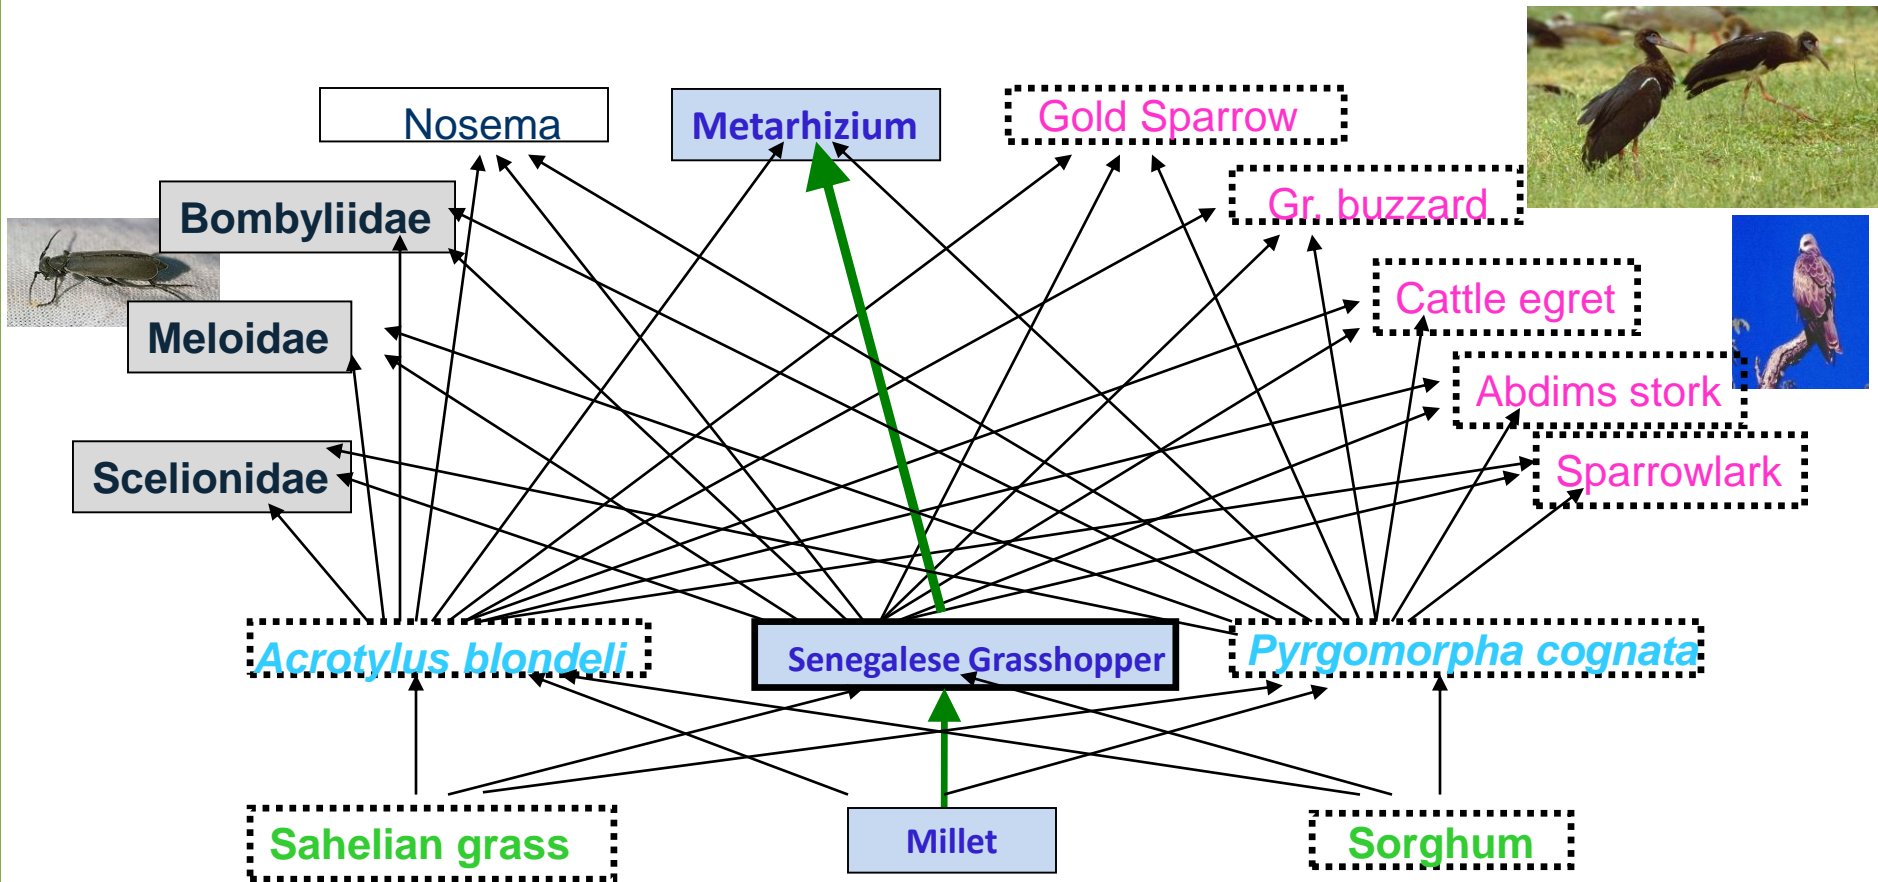 Nosema
Metarhizium
Gold Sparrow
Bombyliidae
Gr. buzzard
Meloidae
Cattle egret
Abdims stork
Scelionidae
Sparrowlark
Acrotylus blondeli
Senegalese Grasshopper
Pyrgomorpha cognata
Sahelian grass
Millet
Sorghum